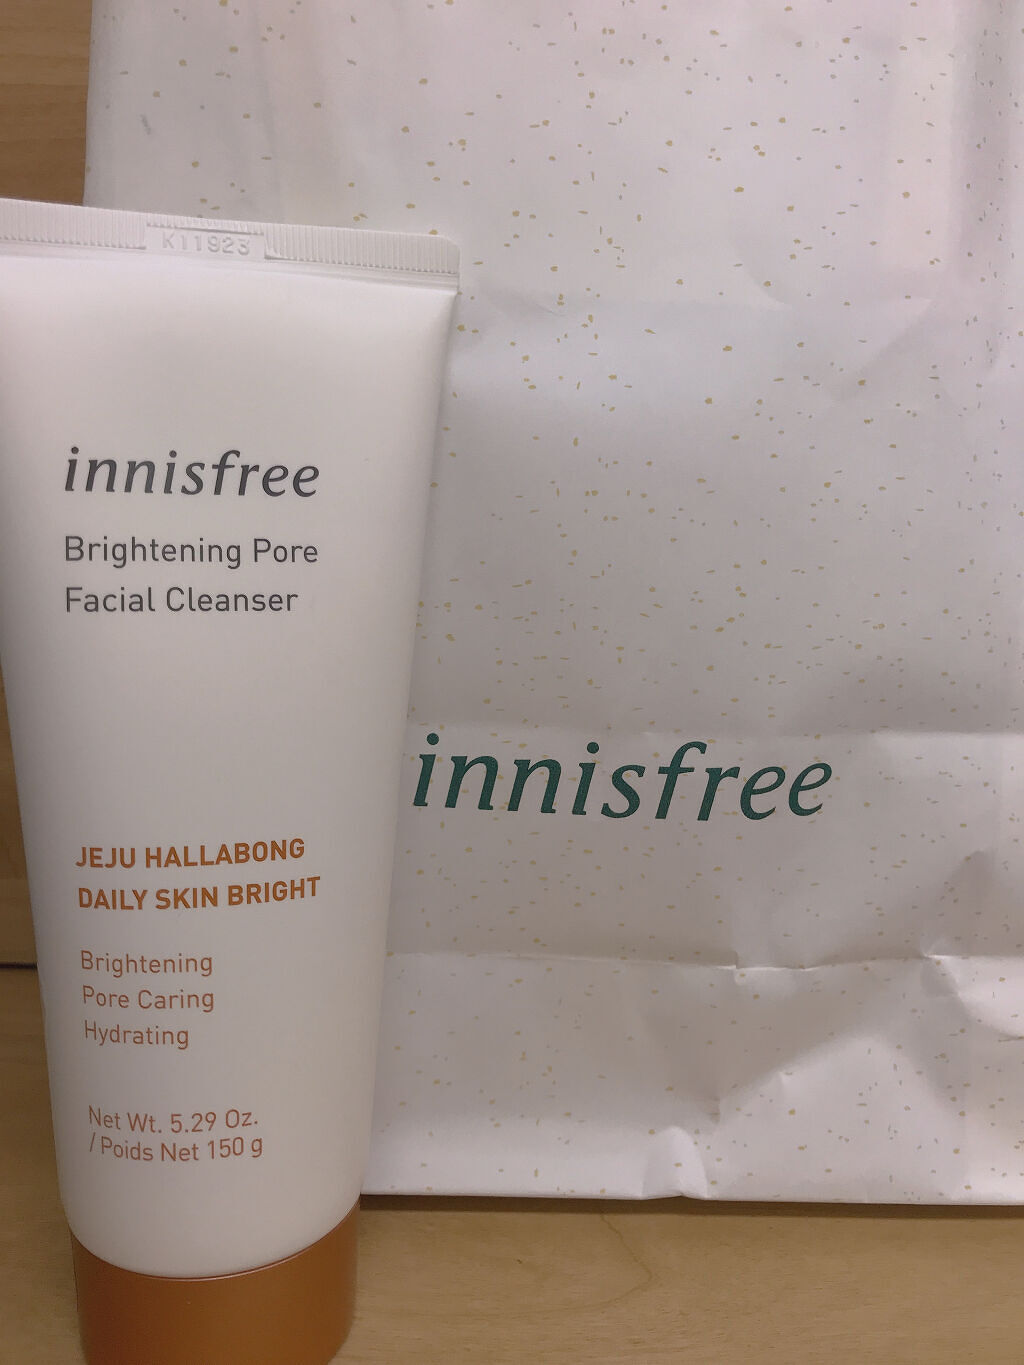 K11923
innisfree
Brightening Pore
Facial Cleanser
JEJU HALLABONG
DAILY SKIN BRIGHT
Brightening
Pore Caring
Hydrating
Net Wt. 5.29 Oz.
/ Poids Net 150 g
innisfree